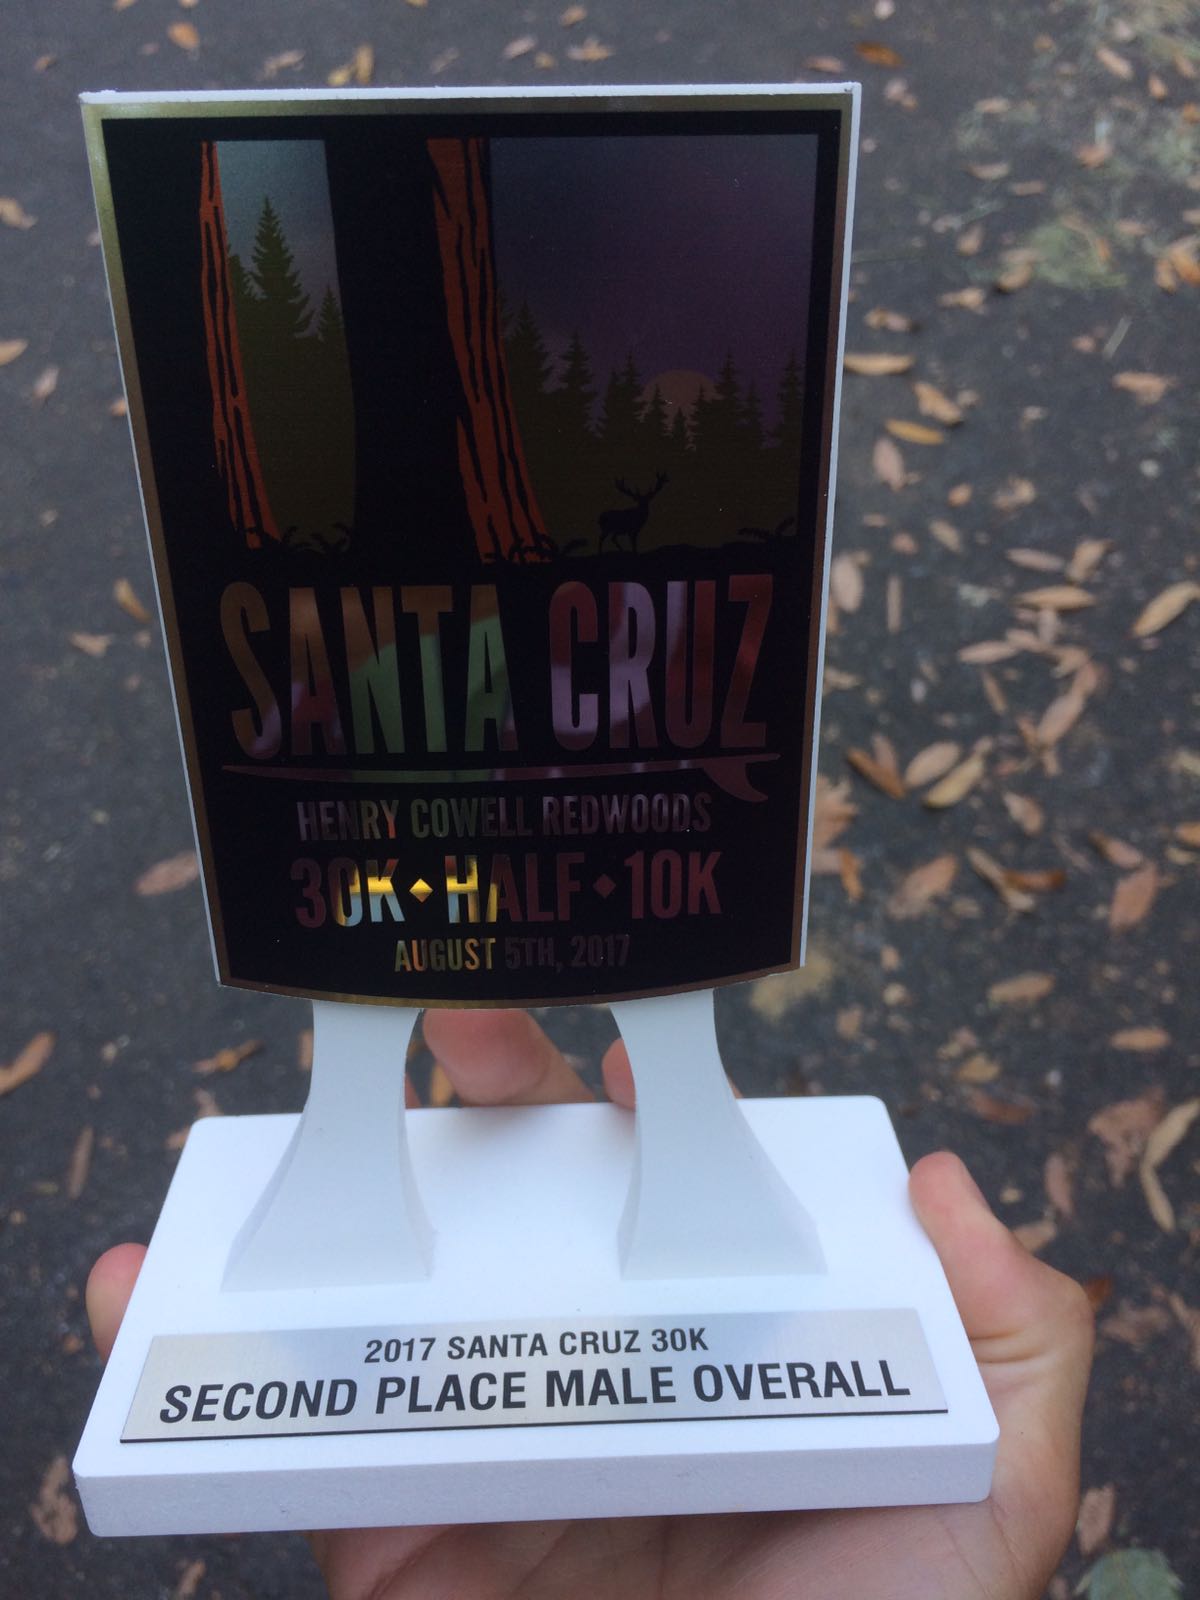 SANTA CRUZ
HENRY COWELL REDWOODS
30K ◆ HALF ◆ 10K
AUGUST 5TH, 2017
2017 SANTA CRUZ 30K
SECOND PLACE MALE OVERALL